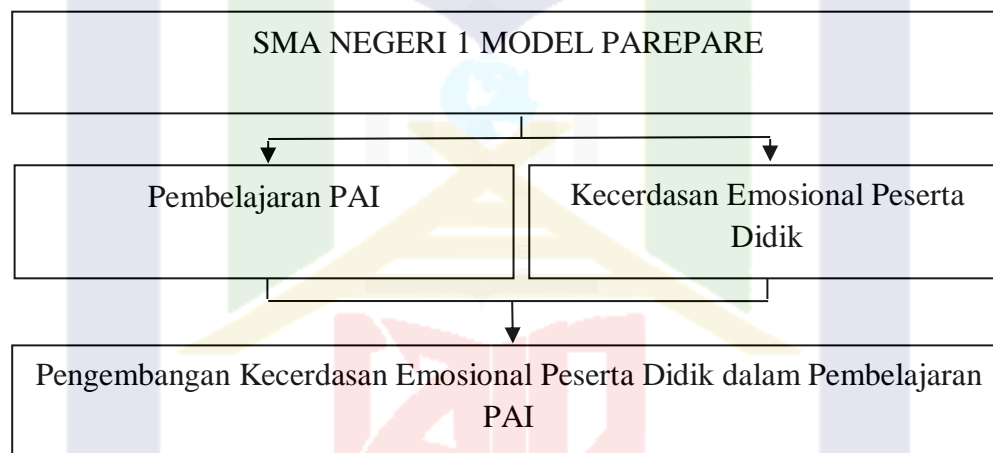 SMA NEGERI 1 MODEL PAREPARE
Pembelajaran PAI
Kecerdasan Emosional Peserta
Didik
Pengembangan Kecerdasan Emosional Peserta Didik dalam Pembelajaran
PAI